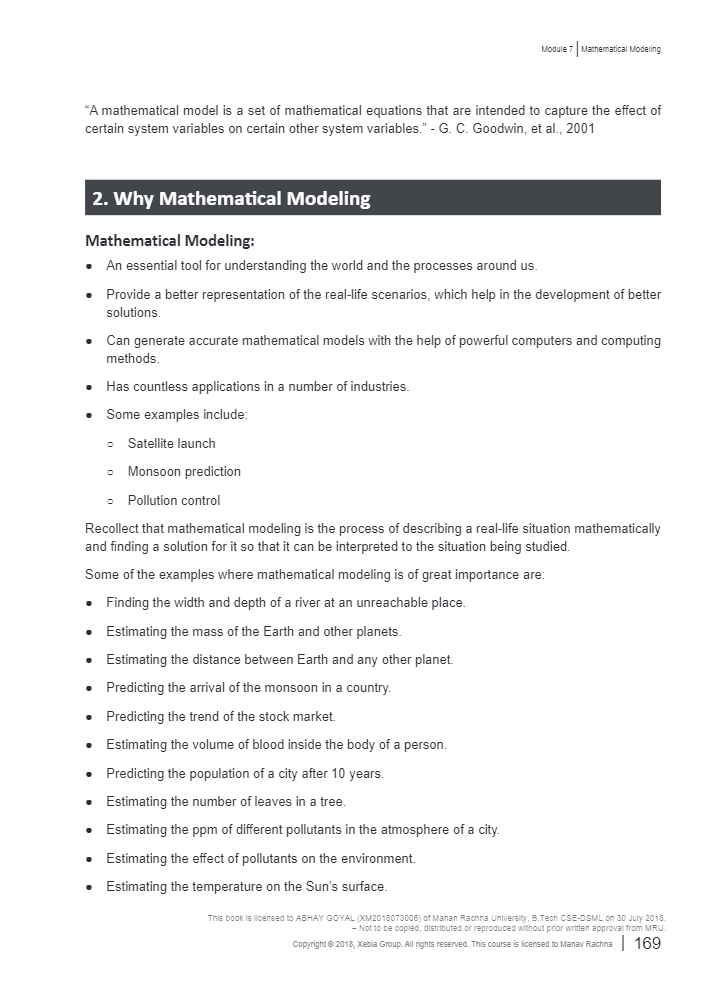 Module 7 | Mathematical Modeling
“A mathematical model is a set of mathematical equations that are intended to capture the effect of
certain system variables on certain other system variables.” - G. C. Goodwin, et al., 2001
2. Why Mathematical Modeling
Mathematical Modeling:
● An essential tool for understanding the world and the processes around us.
● Provide a better representation of the real-life scenarios, which help in the development of better
solutions.
● Can generate accurate mathematical models with the help of powerful computers and computing
methods.
● Has countless applications in a number of industries.
● Some examples include:
○ Satellite launch
○ Monsoon prediction
○ Pollution control
Recollect that mathematical modeling is the process of describing a real-life situation mathematically
and finding a solution for it so that it can be interpreted to the situation being studied.
Some of the examples where mathematical modeling is of great importance are:
● Finding the width and depth of a river at an unreachable place.
● Estimating the mass of the Earth and other planets.
● Estimating the distance between Earth and any other planet.
● Predicting the arrival of the monsoon in a country.
● Predicting the trend of the stock market.
● Estimating the volume of blood inside the body of a person.
● Predicting the population of a city after 10 years.
● Estimating the number of leaves in a tree.
● Estimating the ppm of different pollutants in the atmosphere of a city.
● Estimating the effect of pollutants on the environment.
● Estimating the temperature on the Sun’s surface.
This book is licensed to ABHAY GOYAL (XM2018073006) of Manan Rachna University, B.Tech CSE-DSML on 30 July 2018.
– Not to be copied, distributed or reproduced without prior written approval from MRU.
Copyright © 2018, Xebia Group. All rights reserved. This course is licensed to Manav Rachna | 169